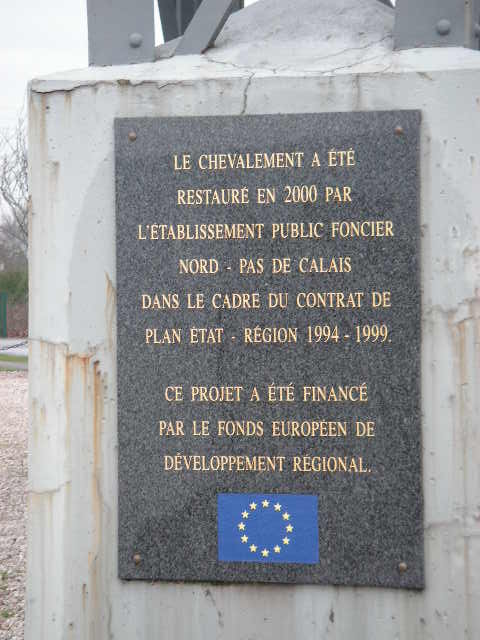 LE CHEVALEMENT A ÉTÉ
RESTAURÉ EN 2000 PAR
L'ÉTABLISSEMENT PUBLIC FONCIER
NORD - PAS DE CALAIS
DANS LE CADRE DU CONTRAT DE
PLAN ÉTAT - RÉGION 1994 - 1999.
CE PROJET A ÉTÉ FINANCÉ
PAR LE FONDS EUROPÉEN DE
DÉVELOPPEMENT RÉGIONAL.